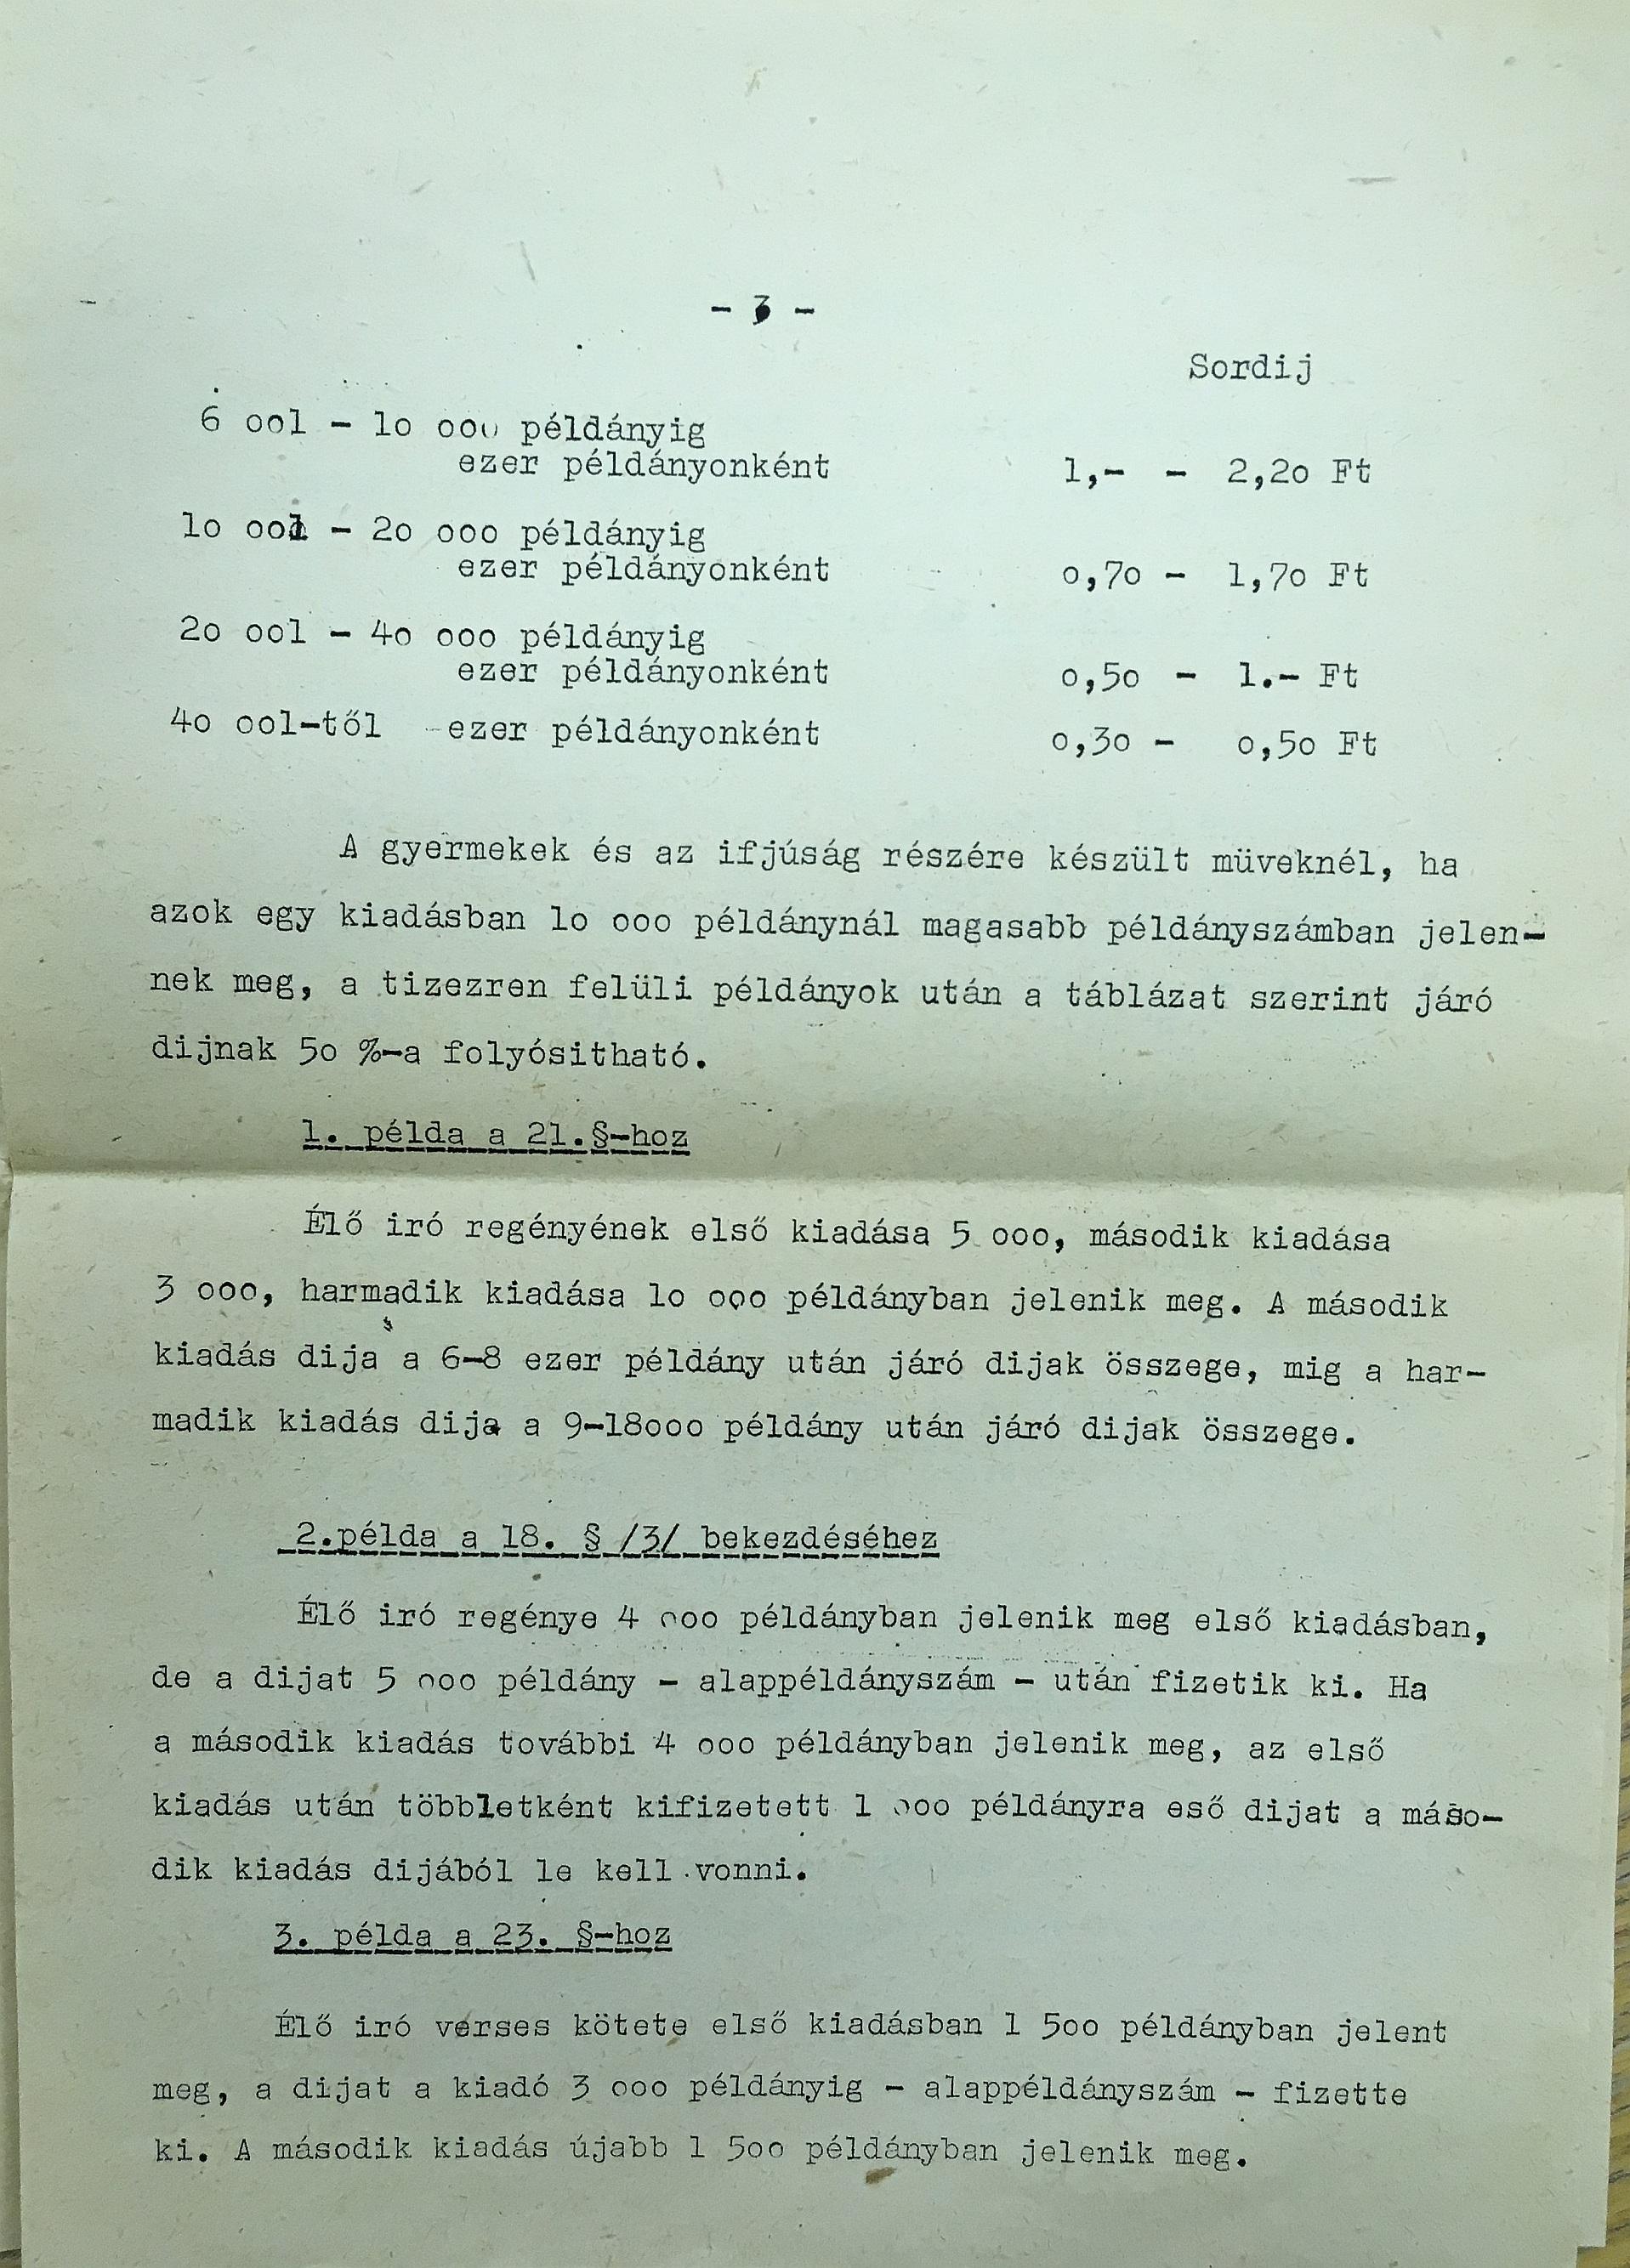 - 3 -
Sordij
6 ool - lo ooo példányig
ezer példányonként 1,- - 2,2o Ft
lo ool - 2o ooo példányig
ezer példányonként o,7o - 1,7o Ft
2o ool - 4o ooo példányig
ezer példányonként o,5o - 1.- Ft
4o ool-től ezer példányonként o,3o - o,5o Ft
A gyermekek és az ifjúság részére készült müveknél, ha
azok egy kiadásban lo ooo példánynál magasabb példányszámban jelen-
nek meg, a tizezren felüli példányok után a táblázat szerint járó
dijnak 5o %-a folyósitható.
1. példa a 21.§-hoz
Élő iró regényének első kiadása 5 ooo, második kiadása
3 ooo, harmadik kiadása lo ooo példányban jelenik meg. A második
kiadás dija a 6-8 ezer példány után járó dijak összege, mig a har-
madik kiadás dija a 9-18ooo példány után járó dijak összege.
2.példa a 18. § /3/ bekezdéséhez
Élő iró regénye 4 ooo példányban jelenik meg első kiadásban,
de a dijat 5 ooo példány - alappéldányszám - után fizetik ki. Ha
a második kiadás további 4 ooo példányban jelenik meg, az első
kiadás után többletként kifizetett 1 ooo példányra eső dijat a máso-
dik kiadás dijából le kell vonni.
3. példa a 23. §-hoz
Élő iró verses kötete első kiadásban 1 5oo példányban jelent
meg, a dijat a kiadó 3 ooo példányig - alappéldányszám - fizette
ki. A második kiadás újabb 1 5oo példányban jelenik meg.